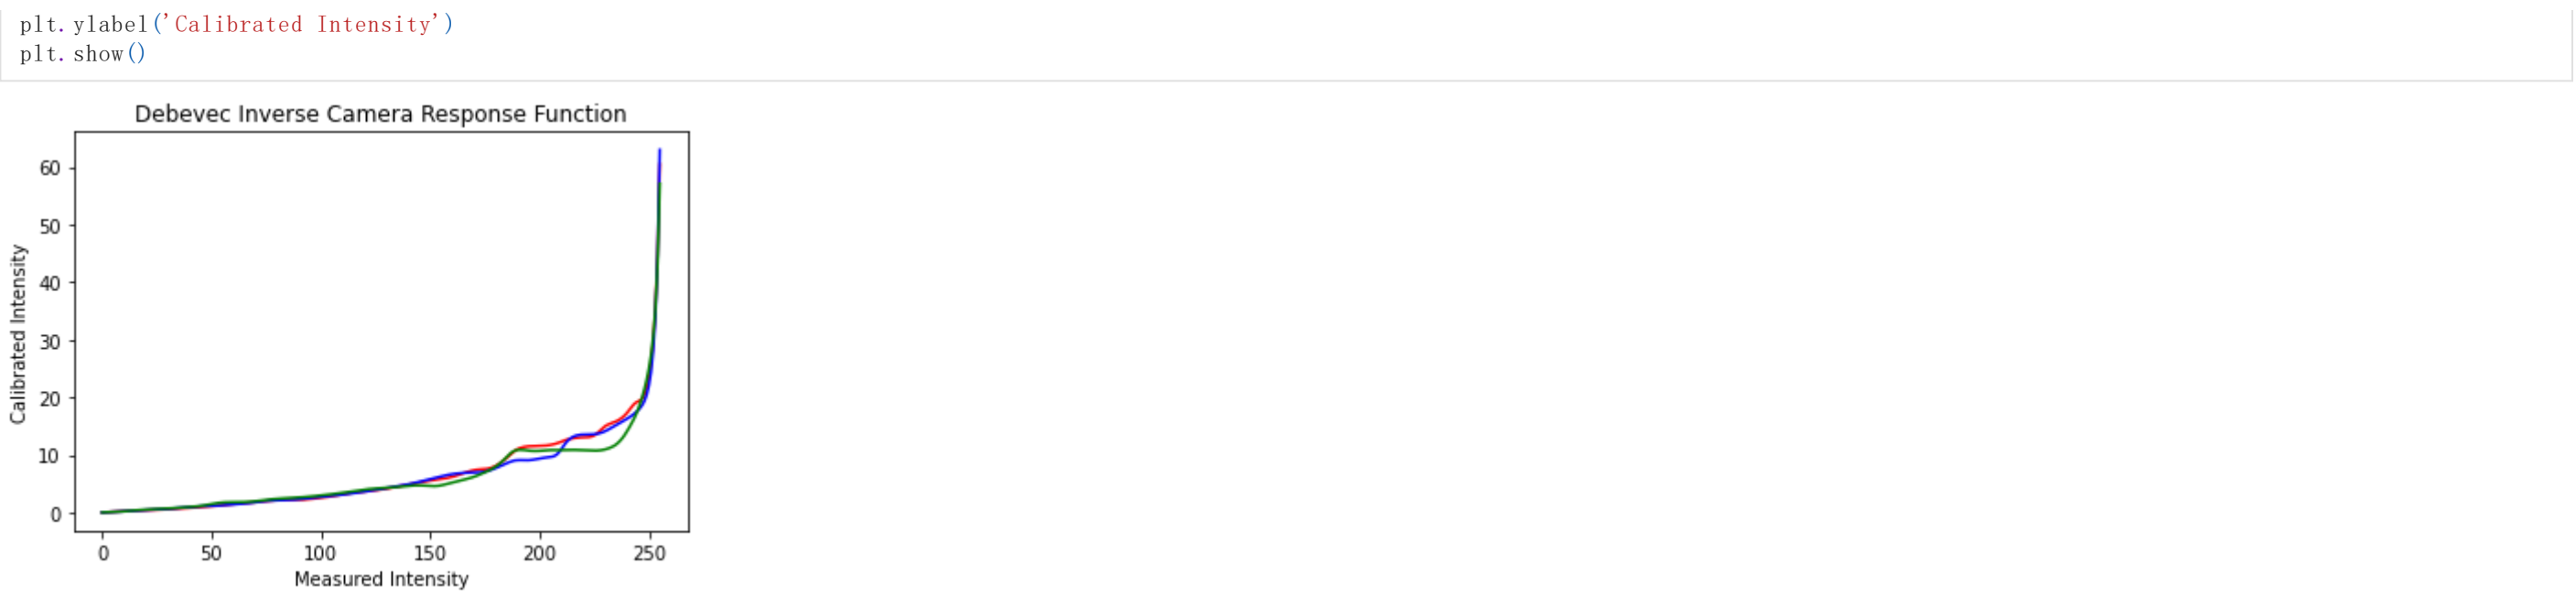 plt.ylabel('Calibrated Intensity')
plt.show()
Debevec Inverse Camera Response Function
60
50
40
30
20
10
0
Calibrated Intensity
0 50 100 150 200 250
Measured Intensity